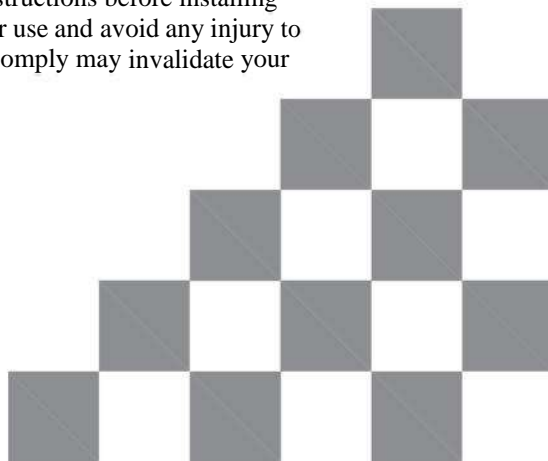 structions before installing
r use and avoid any injury to
omply may invalidate your